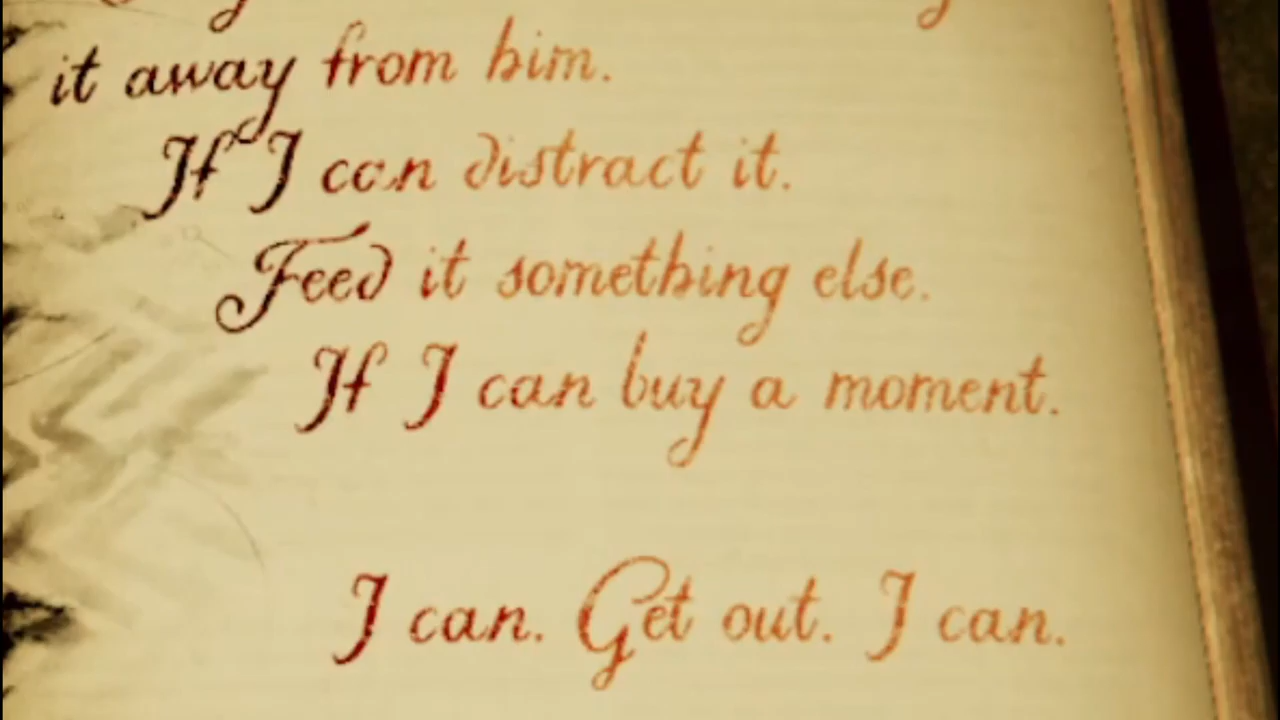 it away from him.
If I can distract it.
Feed it something else.
If I can buy a moment.
I can. Get out. I can.